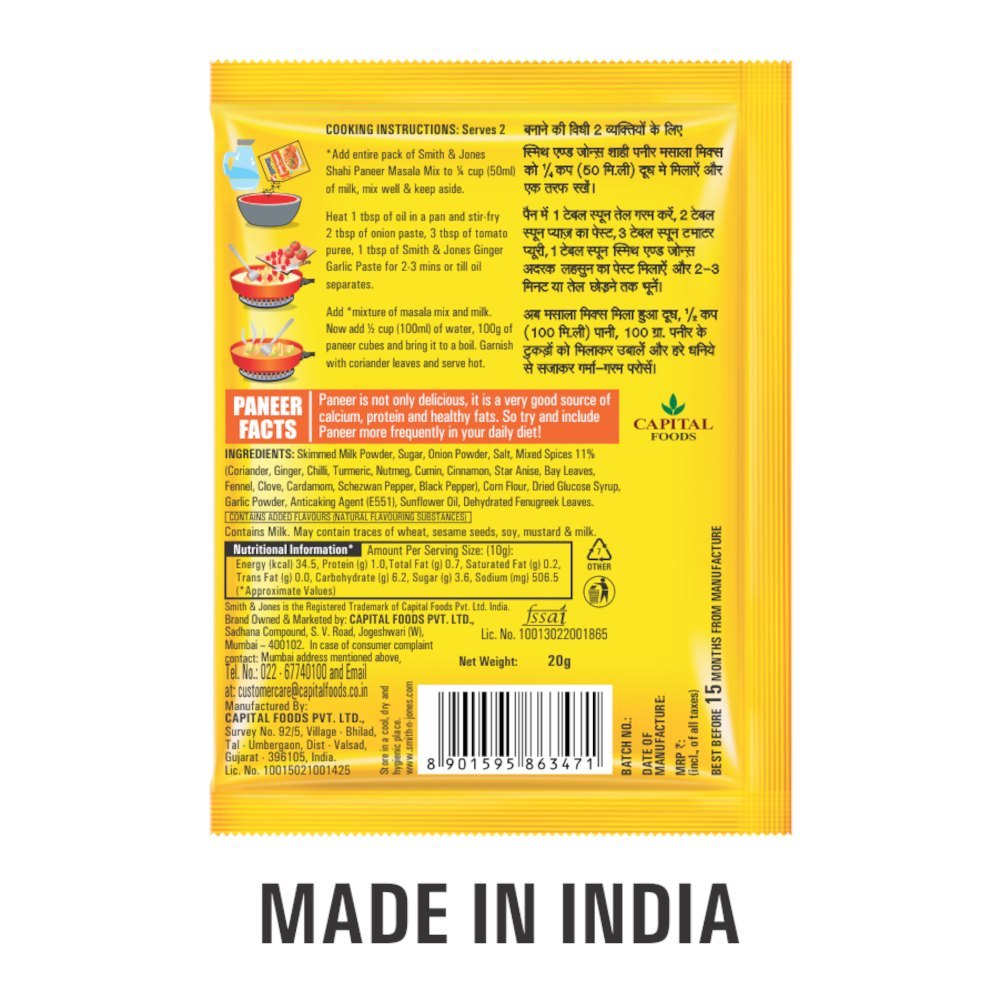 COOKING INSTRUCTIONS: Serves 2
*Add entire pack of Smith & Jones
Shahi Paneer Masala Mix to ¼ cup (50ml)
of milk, mix well & keep aside.
Heat 1 tbsp of oil in a pan and stir-fry
2 tbsp of onion paste, 3 tbsp of tomato
puree, 1 tbsp of Smith & Jones Ginger
Garlic Paste for 2-3 mins or till oil
separates.
Add *mixture of masala mix and milk.
Now add ½ cup (100ml) of water, 100g of
paneer cubes and bring it to a boil. Garnish
with coriander leaves and serve hot.
बनाने की विधी 2 व्यक्तियों के लिए
स्मिथ एण्ड जोन्स शाही पनीर मसाला मिक्स
को ¼ कप (50 मि.ली) दूध मे मिलाऐं और
एक तरफ रखें।
पैन में 1 टेबल स्पून तेल गरम करें, 2 टेबल
स्पून प्याज़ का पेस्ट, 3 टेबल स्पून टमाटर
प्यूरी, 1 टेबल स्पून स्मिथ एण्ड जोन्स
अदरक लहसुन का पेस्ट मिलाऐं और 2-3
मिनट या तेल छोड़ने तक भूनें।
अब मसाला मिक्स मिला हुआ दूध, ½ कप
(100 मि.ली) पानी, 100 ग्रा. पनीर के
टुकड़ों को मिलाकर उबालें और हरे धनिये
से सजाकर गर्मा-गरम परोसें।
PANEER
FACTS
Paneer is not only delicious, it is a very good source of
calcium, protein and healthy fats. So try and include
Paneer more frequently in your daily diet!
CAPITAL
FOODS
INGREDIENTS: Skimmed Milk Powder, Sugar, Onion Powder, Salt, Mixed Spices 11%
(Coriander, Ginger, Chilli, Turmeric, Nutmeg, Cumin, Cinnamon, Star Anise, Bay Leaves,
Fennel, Clove, Cardamom, Schezwan Pepper, Black Pepper), Corn Flour, Dried Glucose Syrup,
Garlic Powder, Anticaking Agent (E551), Sunflower Oil, Dehydrated Fenugreek Leaves.
CONTAINS ADDED FLAVOURS (NATURAL FLAVOURING SUBSTANCES)
Contains Milk. May contain traces of wheat, sesame seeds, soy, mustard & milk.
Nutritional Information* Amount Per Serving Size: (10g):
Energy (kcal) 34.5, Protein (g) 1.0, Total Fat (g) 0.7, Saturated Fat (g) 0.2,
Trans Fat (g) 0.0, Carbohydrate (g) 6.2, Sugar (g) 3.6, Sodium (mg) 506.5
(*Approximate Values)
7
OTHER
Smith & Jones is the Registered Trademark of Capital Foods Pvt. Ltd. India.
Brand Owned & Marketed by: CAPITAL FOODS PVT. LTD.,
Sadhana Compound, S. V. Road, Jogeshwari (W),
Mumbai – 400102. In case of consumer complaint
contact: Mumbai address mentioned above,
Tel. No.: 022 - 67740100 and Email
at: customercare@capitalfoods.co.in
Manufactured By:
CAPITAL FOODS PVT. LTD.,
Survey No. 92/5, Village - Bhilad,
Tal - Umbergaon, Dist - Valsad,
Gujarat - 396105, India.
Lic. No. 10015021001425
fssai
Lic. No. 10013022001865
Net Weight: 20g
Store in a cool, dry and
hygienic place.
www.smith-n-jones.com
8 901595 863471
BATCH NO.:
DATE OF
MANUFACTURE:
MRP ₹:
(incl., of all taxes)
BEST BEFORE 15 MONTHS FROM MANUFACTURE
MADE IN INDIA